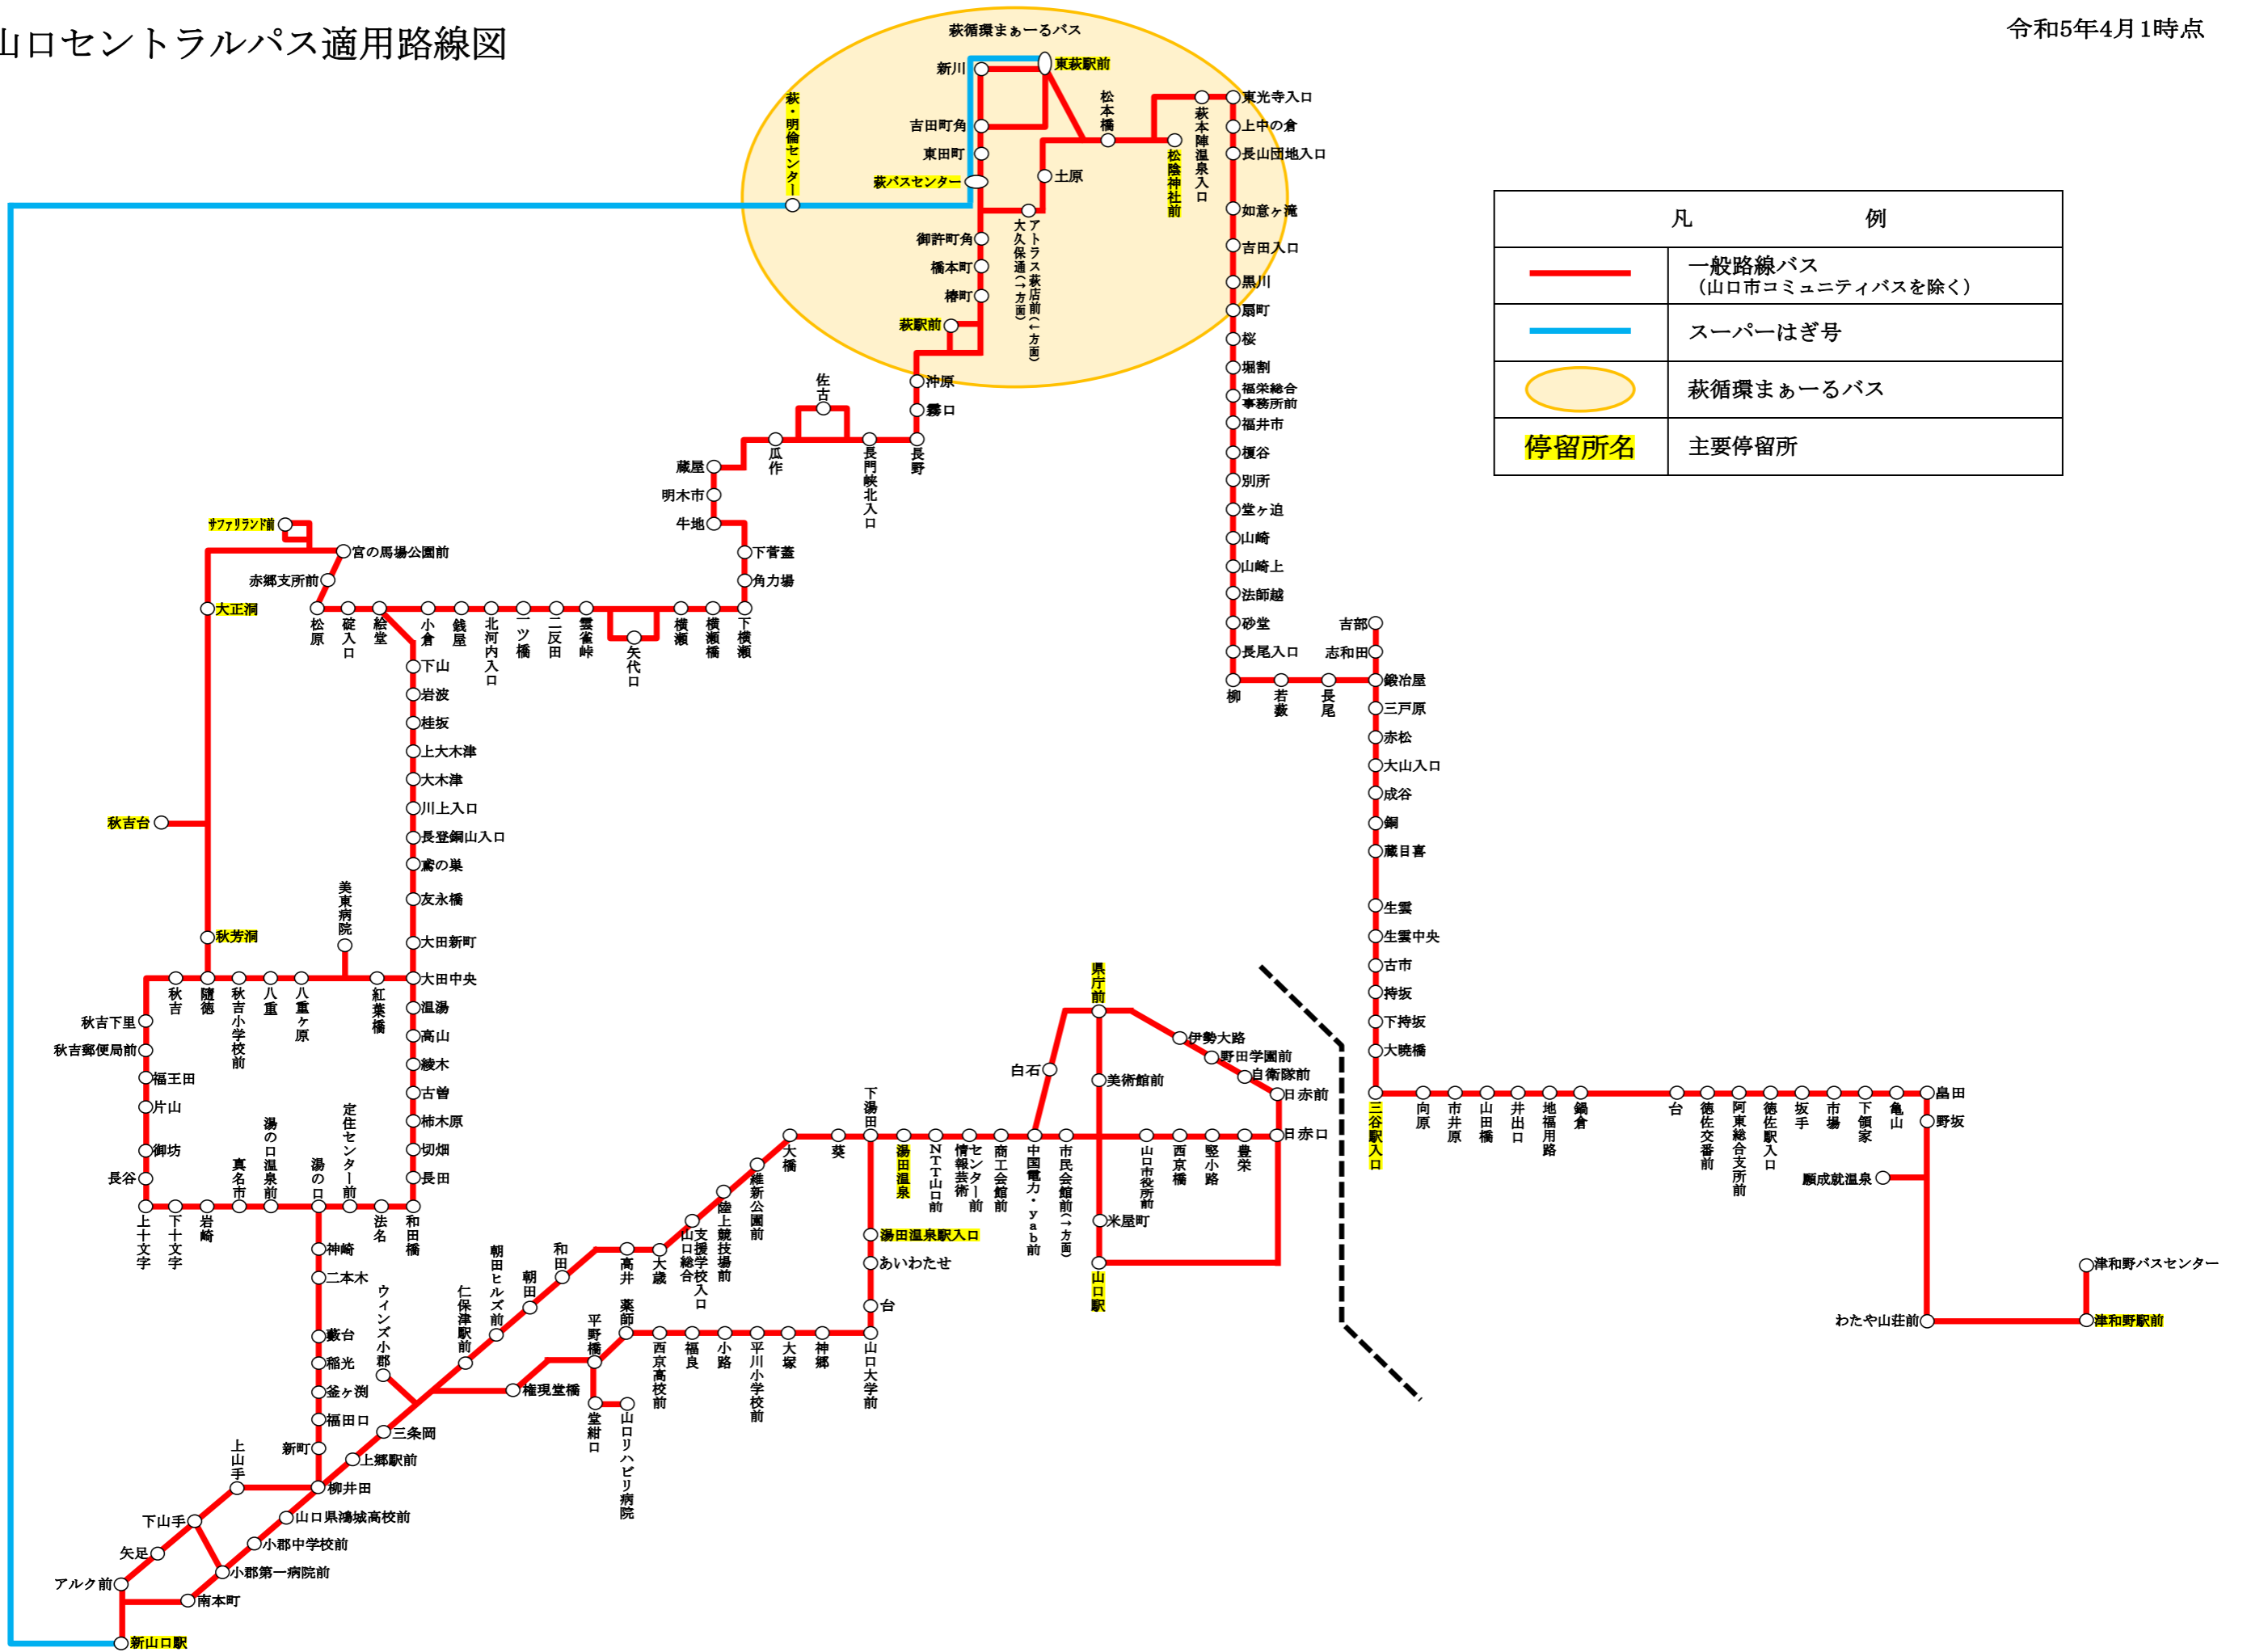 山口セントラルパス適用路線図
令和5年4月1時点
萩循環まぁーるバス
新川
東萩駅前
吉田町角
東田町
萩バスセンター
萩・明倫センター
松本橋
土原
松陰神社前
萩本陣温泉入口
アトラス萩店前(←方面)
大久保通(→方面)
御許町角
橋本町
椿町
萩駅前
沖原
霧口
長野
長門峡北入口
佐古
瓜作
蔵屋
明木市
牛地
下菅蓋
角力場
下横瀬
横瀬橋
横瀬
矢代口
雲雀峠
二反田
一ツ橋
北河内入口
銭屋
小倉
絵堂
碇入口
松原
赤郷支所前
宮の馬場公園前
サファリランド前
大正洞
秋吉台
秋芳洞
下山
岩波
桂坂
上大木津
大木津
川上入口
長登銅山入口
鳶の巣
友永橋
大田新町
大田中央
美東病院
紅葉橋
八重ヶ原
八重
秋吉小学校前
隨徳
秋吉
秋吉下里
秋吉郵便局前
福王田
片山
御坊
長谷
上十文字
下十文字
岩崎
真名市
湯の口温泉前
湯の口
定住センター前
法名
和田橋
温湯
高山
綾木
古曽
柿木原
切畑
長田
神崎
二本木
藪台
稲光
釜ヶ渕
福田口
新町
柳井田
上山手
下山手
矢足
アルク前
新山口駅
南本町
小郡第一病院前
小郡中学校前
山口県鴻城高校前
上郷駅前
三条岡
ウィンズ小郡
仁保津駅前
朝田ヒルズ前
朝田
和田
高井
大歳
山口総合
支援学校入口
陸上競技場前
維新公園前
大橋
葵
下湯田
湯田温泉
NTT山口前
情報芸術
センター前
商工会館前
中国電力・yab前
市民会館前(→方面)
山口市役所前
西京橋
竪小路
豊栄
日赤口
日赤前
自衛隊前
野田学園前
伊勢大路
県庁前
白石
美術館前
米屋町
山口駅
湯田温泉駅入口
あいわたせ
台
山口大学前
神郷
大塚
平川小学校前
小路
福良
西京高校前
薬師
平野橋
権現堂橋
堂紺口
山口リハビリ病院
東光寺入口
上中の倉
長山団地入口
如意ヶ滝
吉田入口
黒川
扇町
桜
堀割
福栄総合
事務所前
福井市
榎谷
別所
堂ヶ迫
山崎
山崎上
法師越
砂堂
長尾入口
柳
若薮
長尾
吉部
志和田
鍛冶屋
三戸原
赤松
大山入口
成谷
銅
蔵目喜
生雲
生雲中央
古市
持坂
下持坂
大暁橋
三谷駅入口
向原
市井原
山田橋
井出口
地福用路
鍋倉
台
徳佐交番前
阿東総合支所前
徳佐駅入口
坂手
市場
下領家
亀山
畠田
野坂
願成就温泉
わたや山荘前
津和野駅前
津和野バスセンター
凡例
一般路線バス
(山口市コミュニティバスを除く)
スーパーはぎ号
萩循環まぁーるバス
停留所名
主要停留所